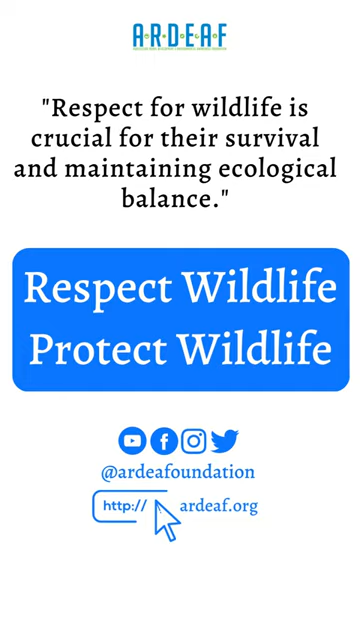 A·R·D·E·A·F
"Respect for wildlife is
crucial for their survival
and maintaining ecological
balance."
Respect Wildlife
Protect Wildlife
@ardeafoundation
http://
ardeaf.org